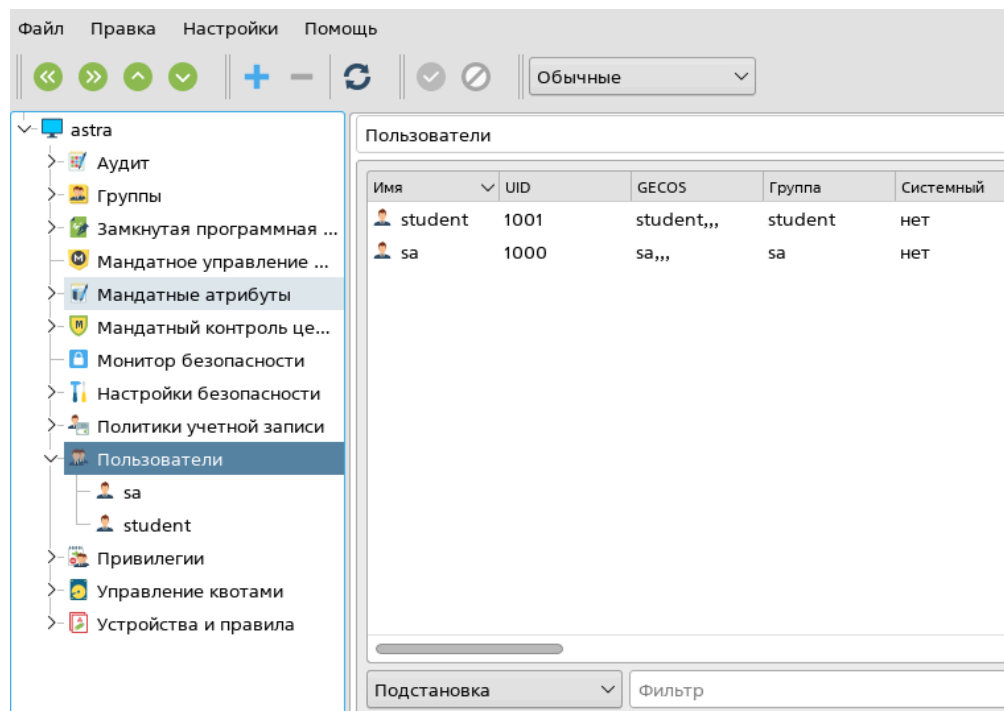 Файл Правка Настройки Помощь
Обычные
astra
Аудит
Группы
Замкнутая программная ...
Мандатное управление ...
Мандатные атрибуты
Мандатный контроль це...
Монитор безопасности
Настройки безопасности
Политики учетной записи
Пользователи
sa
student
Привилегии
Управление квотами
Устройства и правила
Пользователи
Имя UID GECOS Группа Системный
student 1001 student,,, student нет
sa 1000 sa,,, sa нет
Подстановка Фильтр